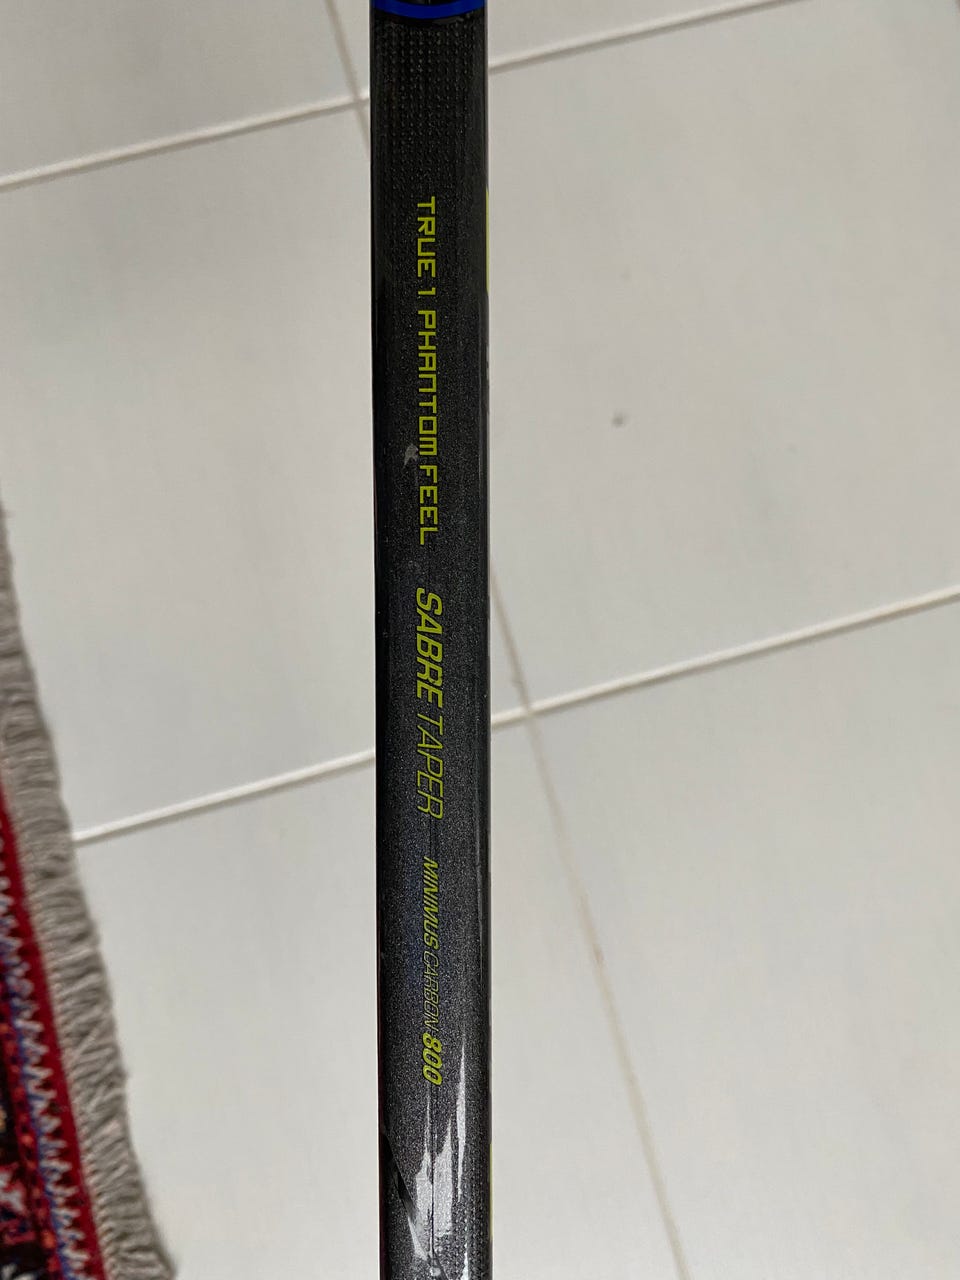 TRUE 1 PHANTOM FEEL SABRE TAPER MINIMUS CARBON 800